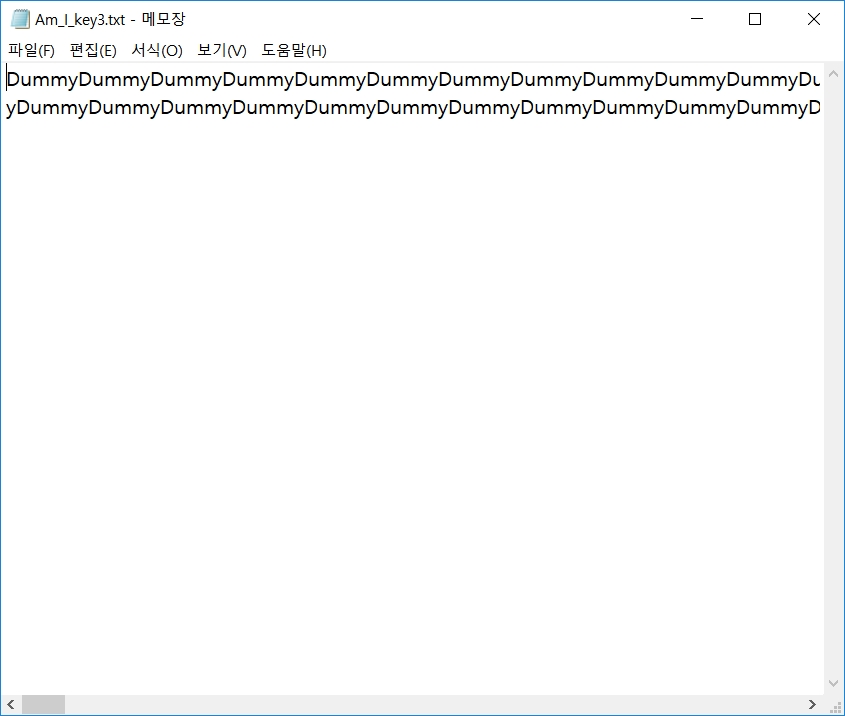 Am_I_key3.txt - 메모장
파일(F) 편집(E) 서식(O) 보기(V) 도움말(H)
DummyDummyDummyDummyDummyDummyDummyDummyDummyDummyDummyDu
yDummyDummyDummyDummyDummyDummyDummyDummyDummyDummyDummyD